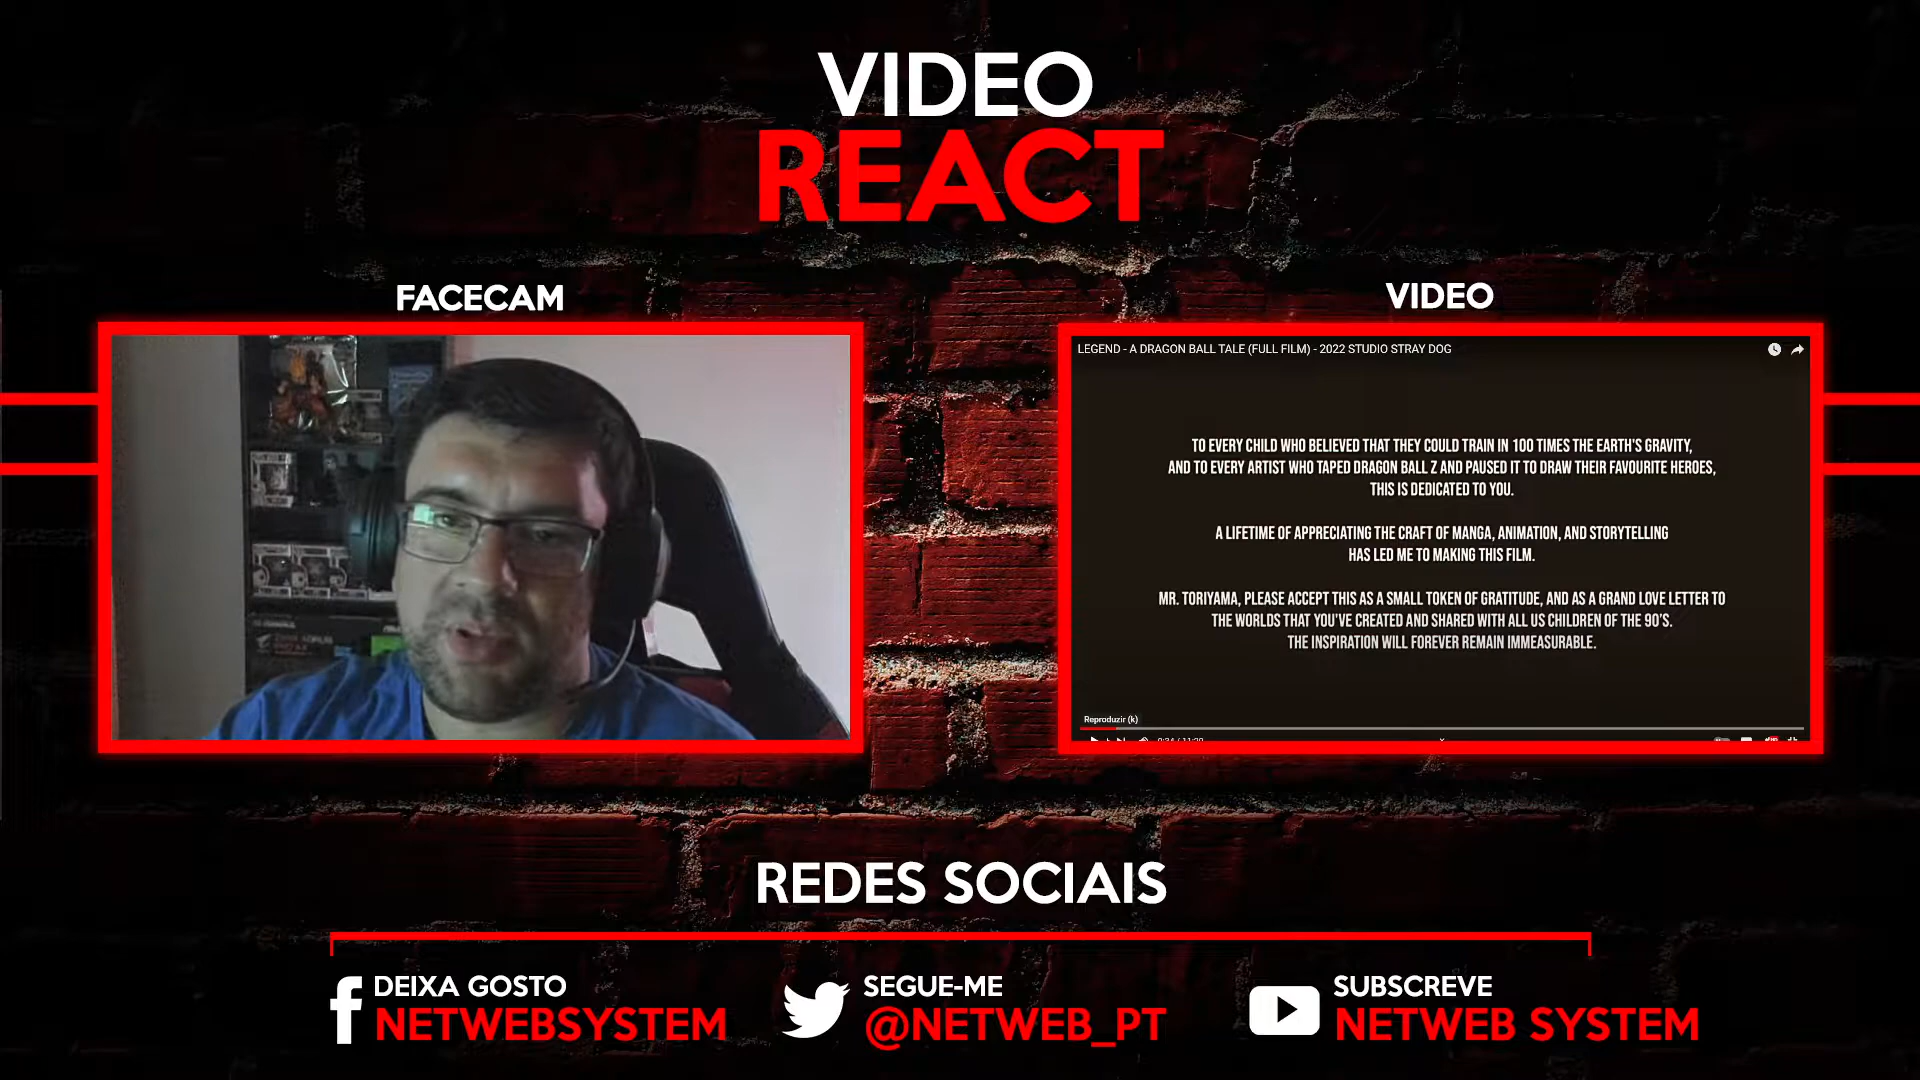 VIDEO
REACT
FACECAM
VIDEO
LEGEND - A DRAGON BALL TALE (FULL FILM) - 2022 STUDIO STRAY DOG
TO EVERY CHILD WHO BELIEVED THAT THEY COULD TRAIN IN 100 TIMES THE EARTH'S GRAVITY,
AND TO EVERY ARTIST WHO TAPED DRAGON BALL Z AND PAUSED IT TO DRAW THEIR FAVOURITE HEROES,
THIS IS DEDICATED TO YOU.
A LIFETIME OF APPRECIATING THE CRAFT OF MANGA, ANIMATION, AND STORYTELLING
HAS LED ME TO MAKING THIS FILM.
MR. TORIYAMA, PLEASE ACCEPT THIS AS A SMALL TOKEN OF GRATITUDE, AND AS A GRAND LOVE LETTER TO
THE WORLDS THAT YOU'VE CREATED AND SHARED WITH ALL US CHILDREN OF THE 90'S.
THE INSPIRATION WILL FOREVER REMAIN IMMEASURABLE.
Reproduzir (k)
REDES SOCIAIS
DEIXA GOSTO
NETWEBSYSTEM
SEGUE-ME
@NETWEB_PT
SUBSCREVE
NETWEB SYSTEM